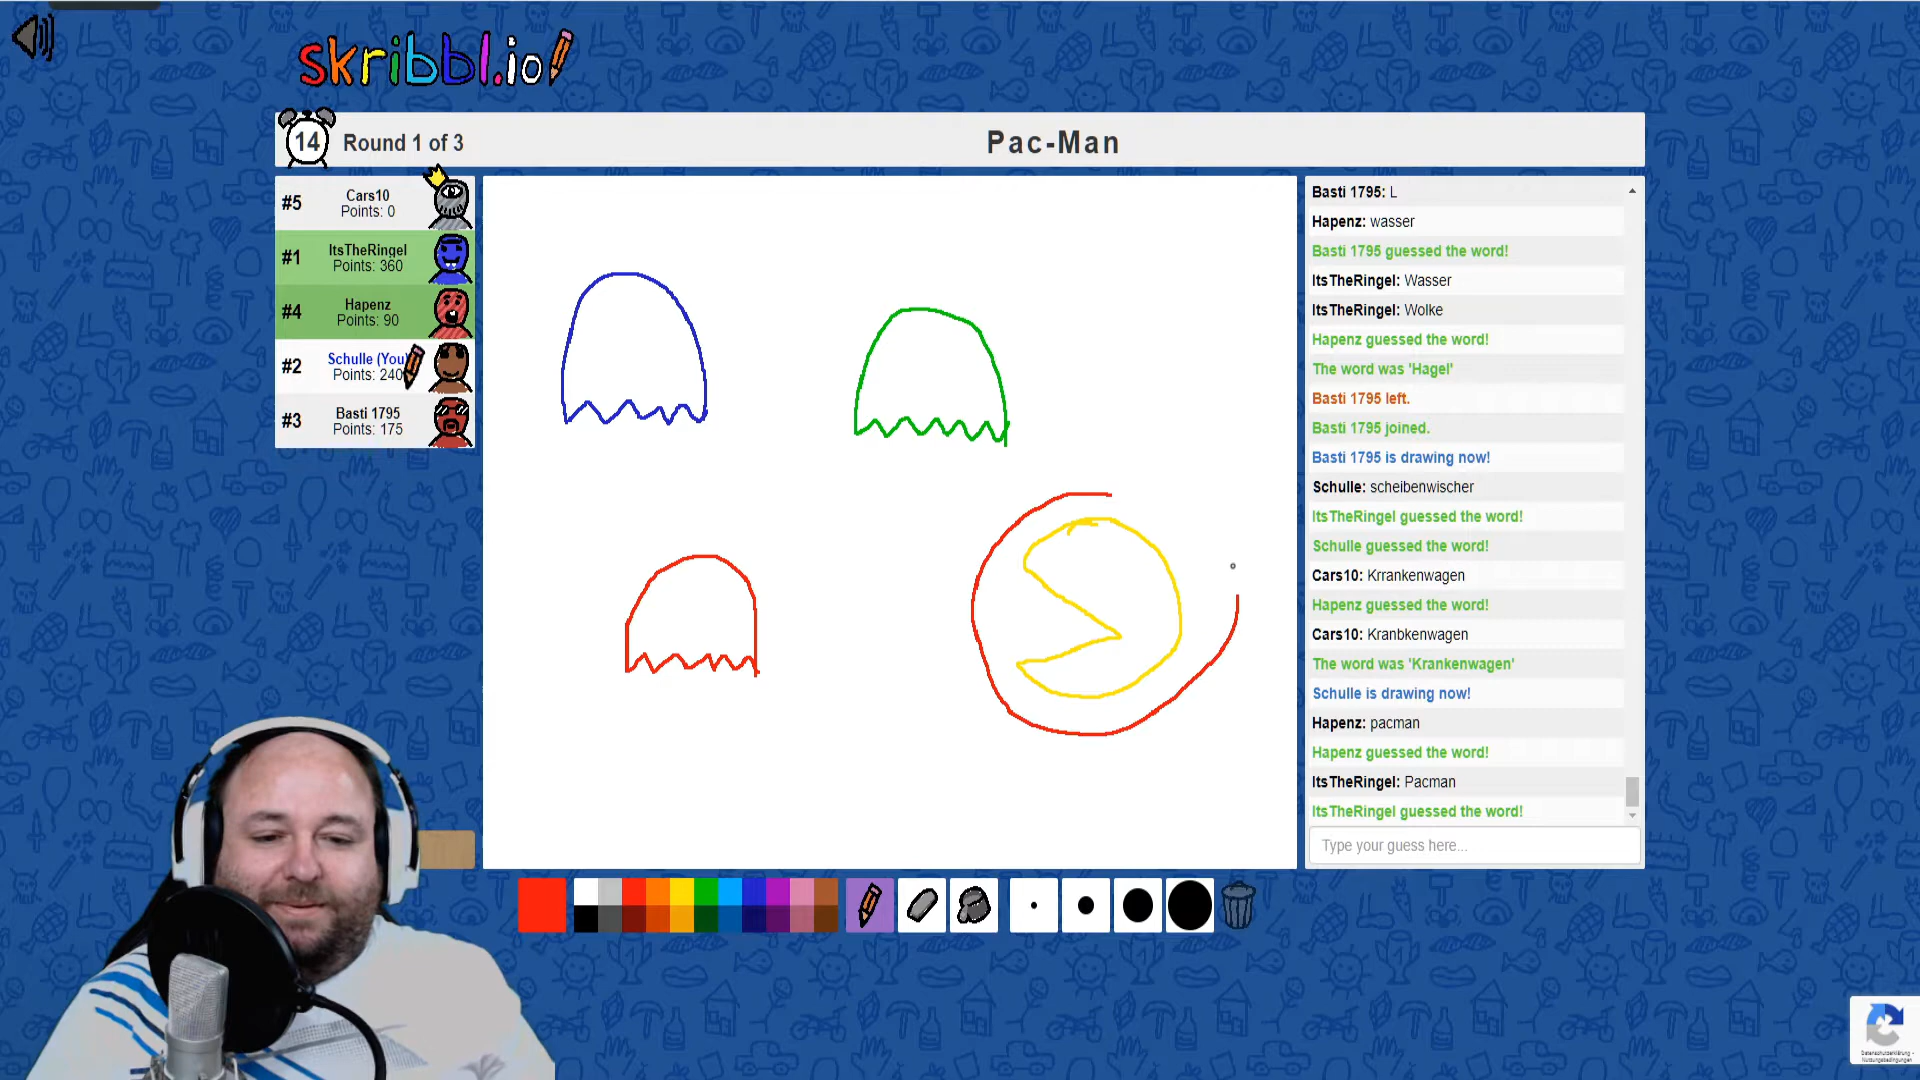 skribbl.io
14
Round 1 of 3
Pac-Man
#5
Cars10
Points: 0
#1
ItsTheRingel
Points: 360
#4
Hapenz
Points: 90
#2
Schulle (You)
Points: 240
#3
Basti 1795
Points: 175
Basti 1795: L
Hapenz: wasser
Basti 1795 guessed the word!
ItsTheRingel: Wasser
ItsTheRingel: Wolke
Hapenz guessed the word!
The word was 'Hagel'
Basti 1795 left.
Basti 1795 joined.
Basti 1795 is drawing now!
Schulle: scheibenwischer
ItsTheRingel guessed the word!
Schulle guessed the word!
Cars10: Krrankenwagen
Hapenz guessed the word!
Cars10: Kranbkenwagen
The word was 'Krankenwagen'
Schulle is drawing now!
Hapenz: pacman
Hapenz guessed the word!
ItsTheRingel: Pacman
ItsTheRingel guessed the word!
Type your guess here...
Datenschutzerklärung -
Nutzungsbedingungen